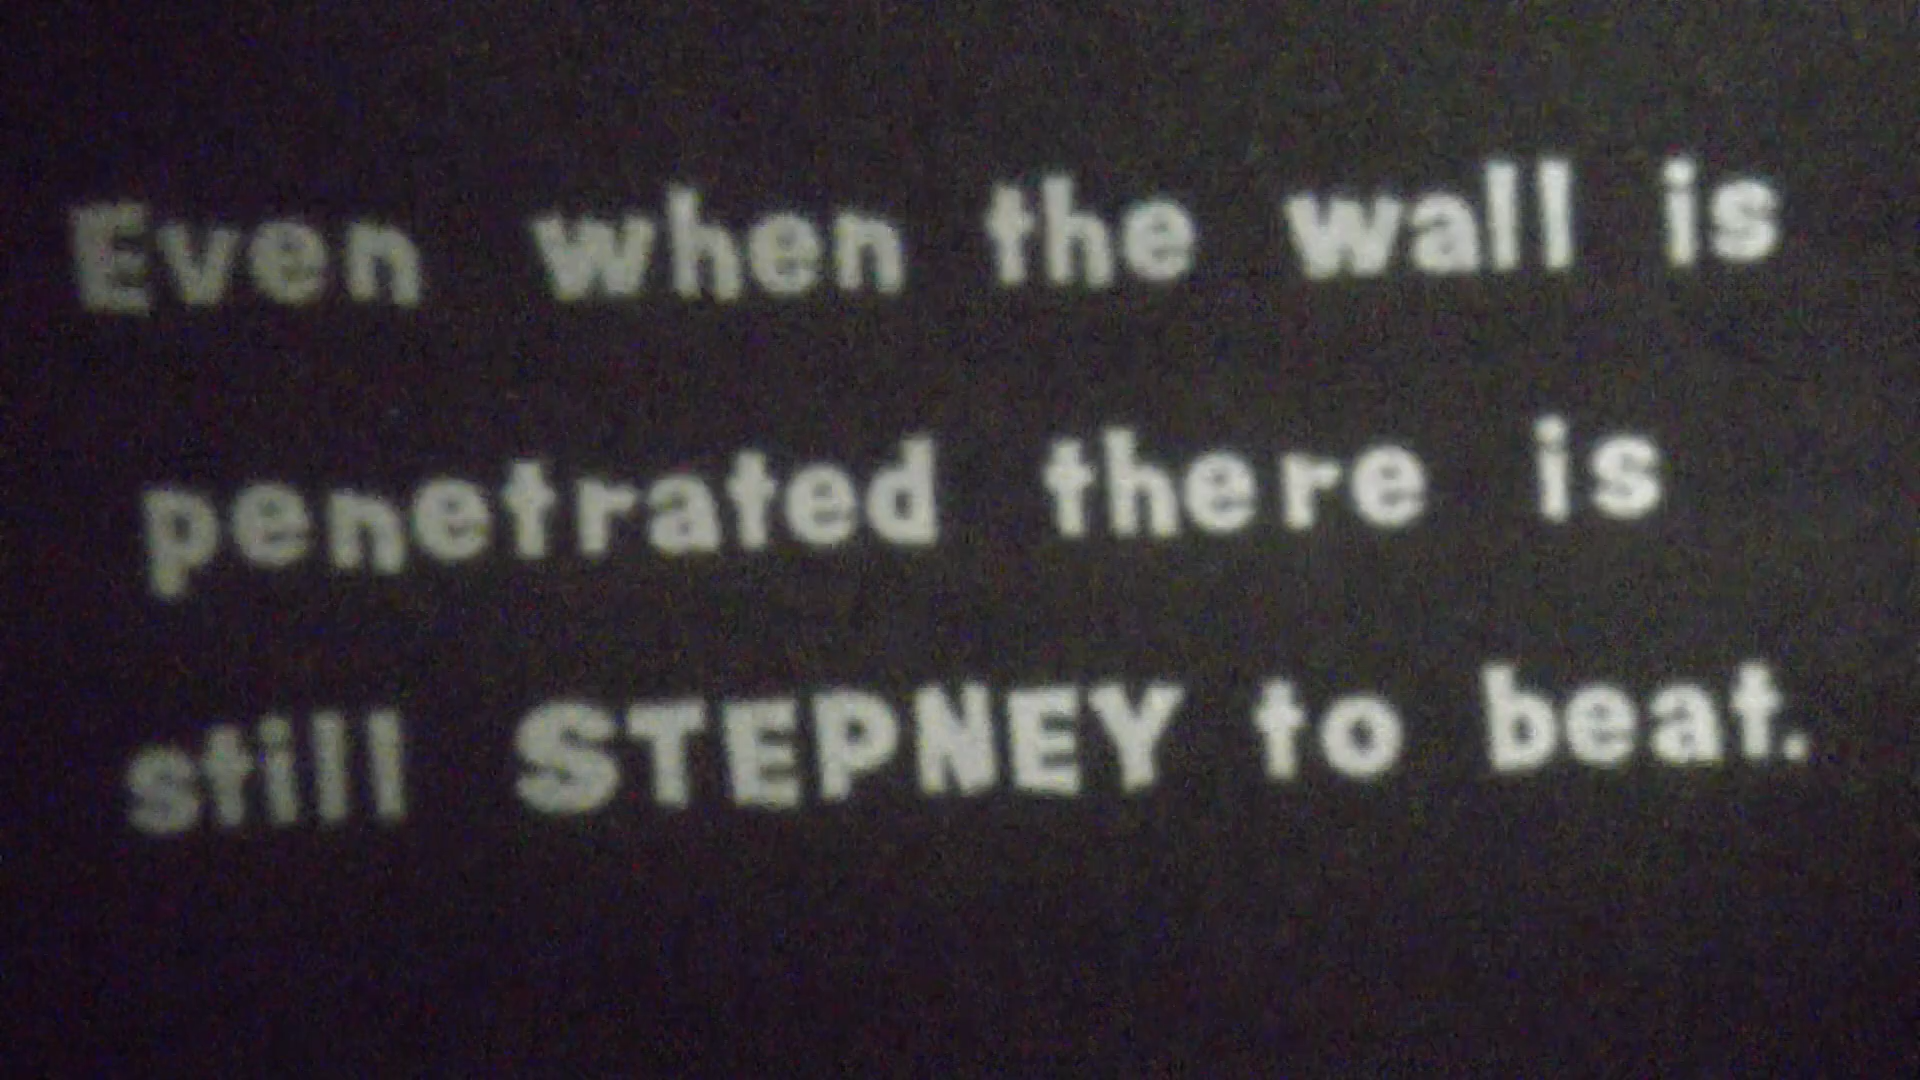 Even when the wall is
penetrated there is
still STEPNEY to beat.